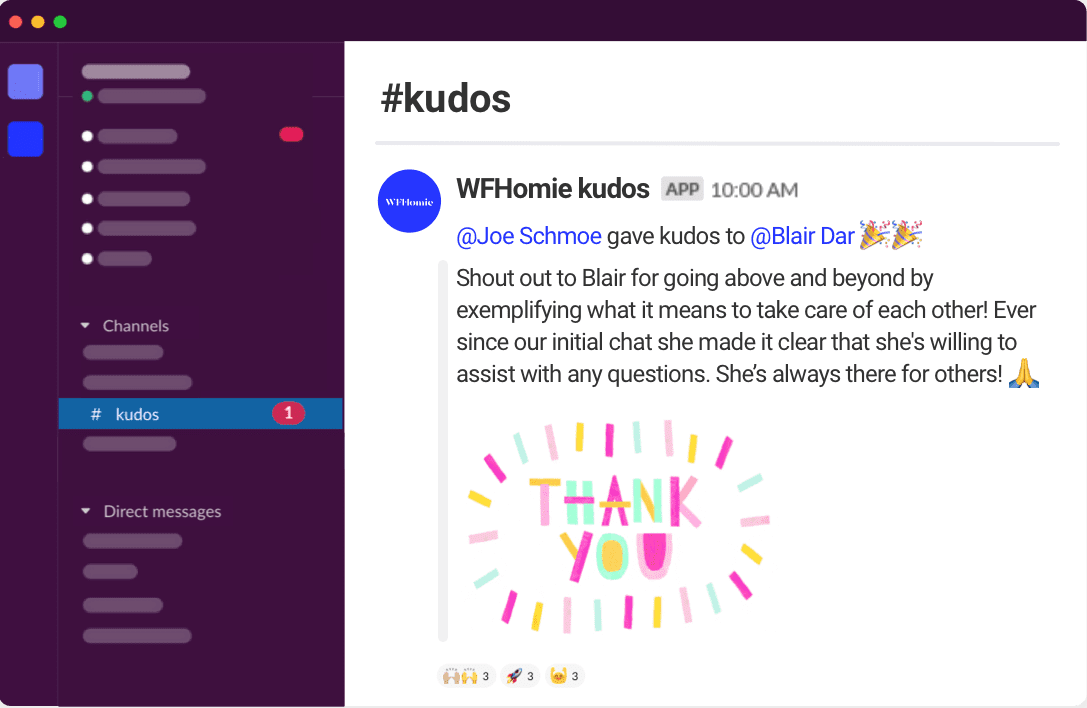 #kudos
WFHomie
WFHomie kudos APP 10:00 AM
@Joe Schmoe gave kudos to @Blair Dar 🎉🎉
Shout out to Blair for going above and beyond by
exemplifying what it means to take care of each other! Ever
since our initial chat she made it clear that she's willing to
assist with any questions. She’s always there for others! 🙏
THANK
YOU
3 3 3
Channels
# kudos 1
Direct messages